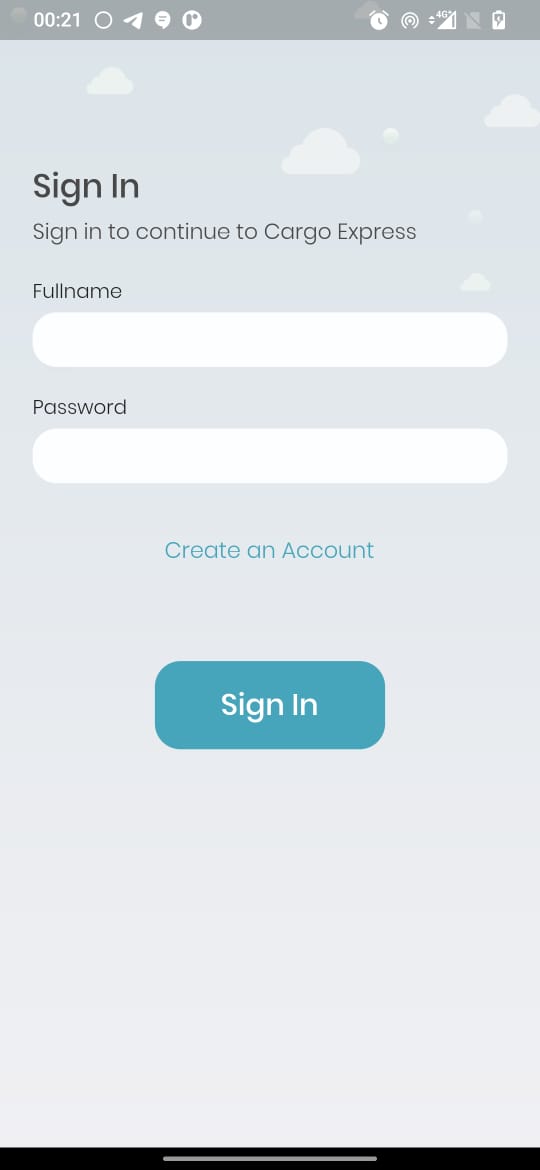 00:21
4G+
Sign In
Sign in to continue to Cargo Express
Fullname
Password
Create an Account
Sign In